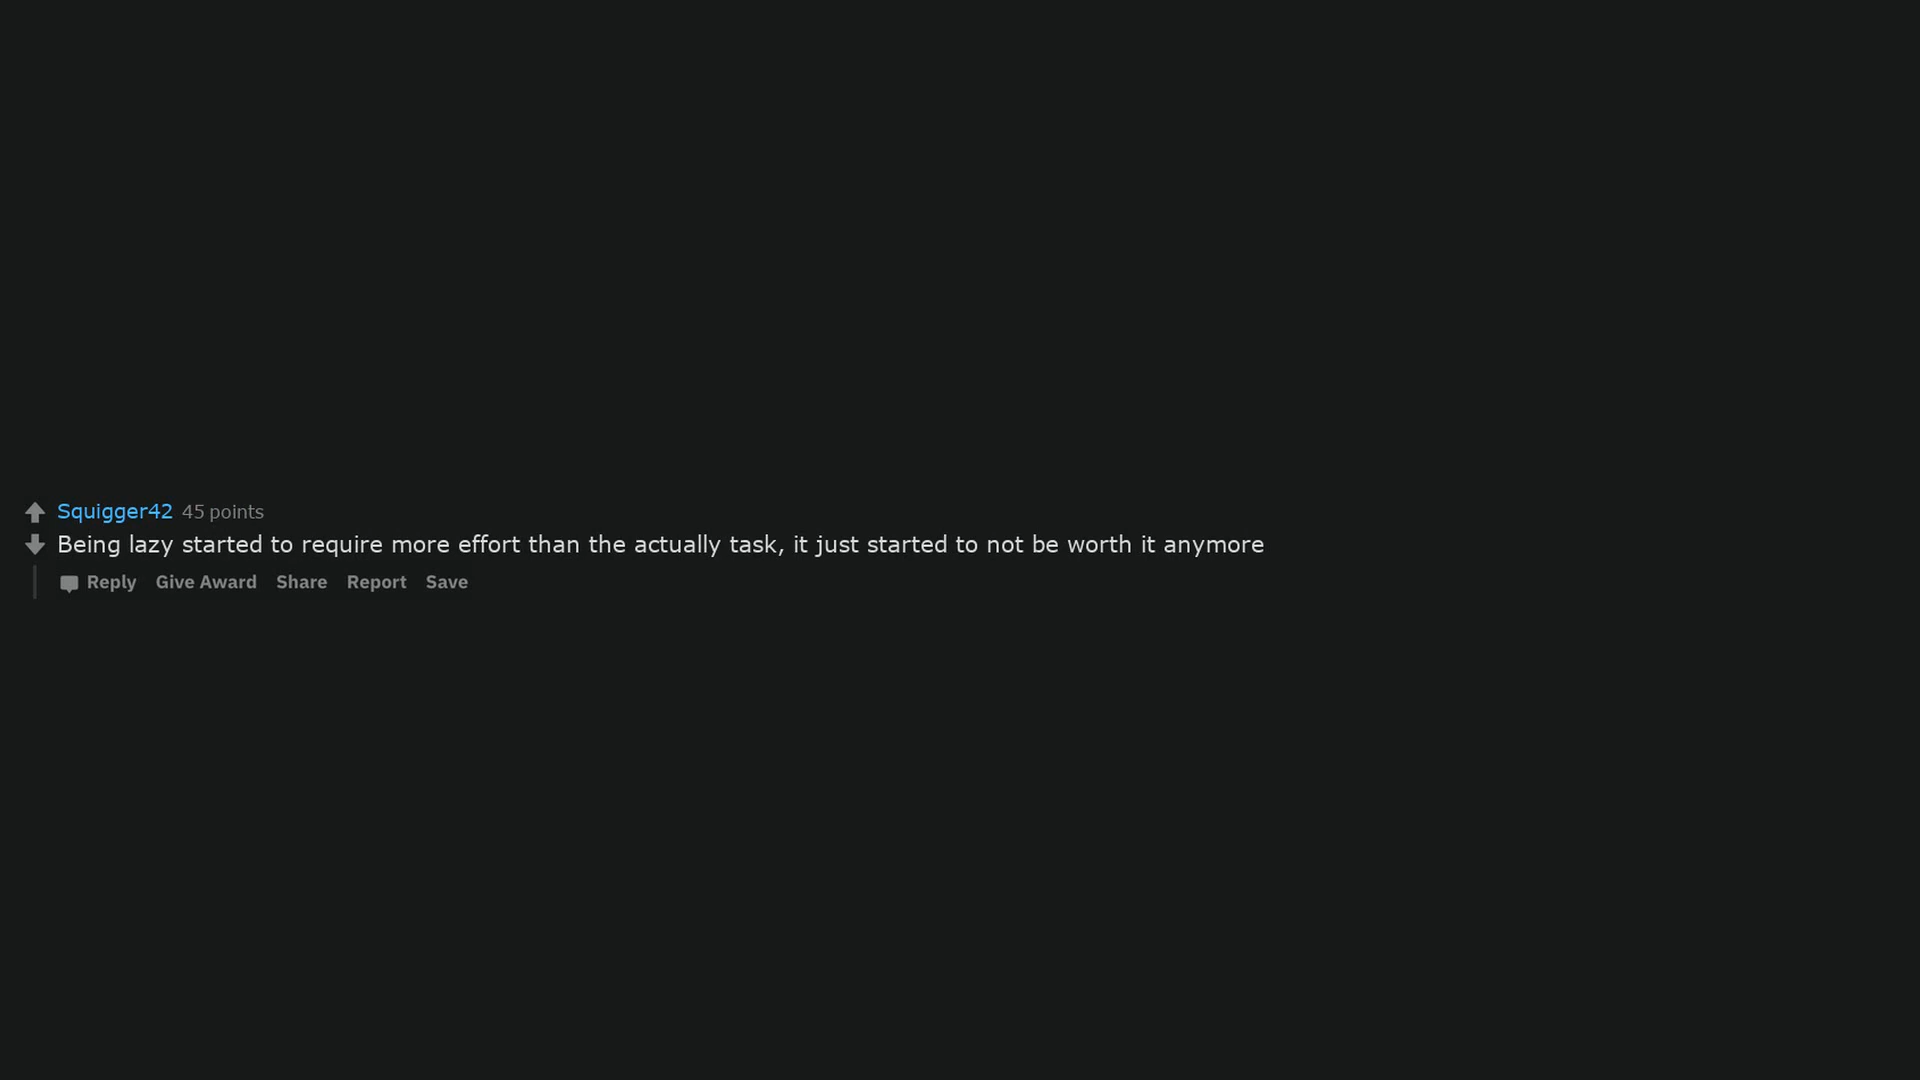 Squigger42 45 points
Being lazy started to require more effort than the actually task, it just started to not be worth it anymore
Reply Give Award Share Report Save